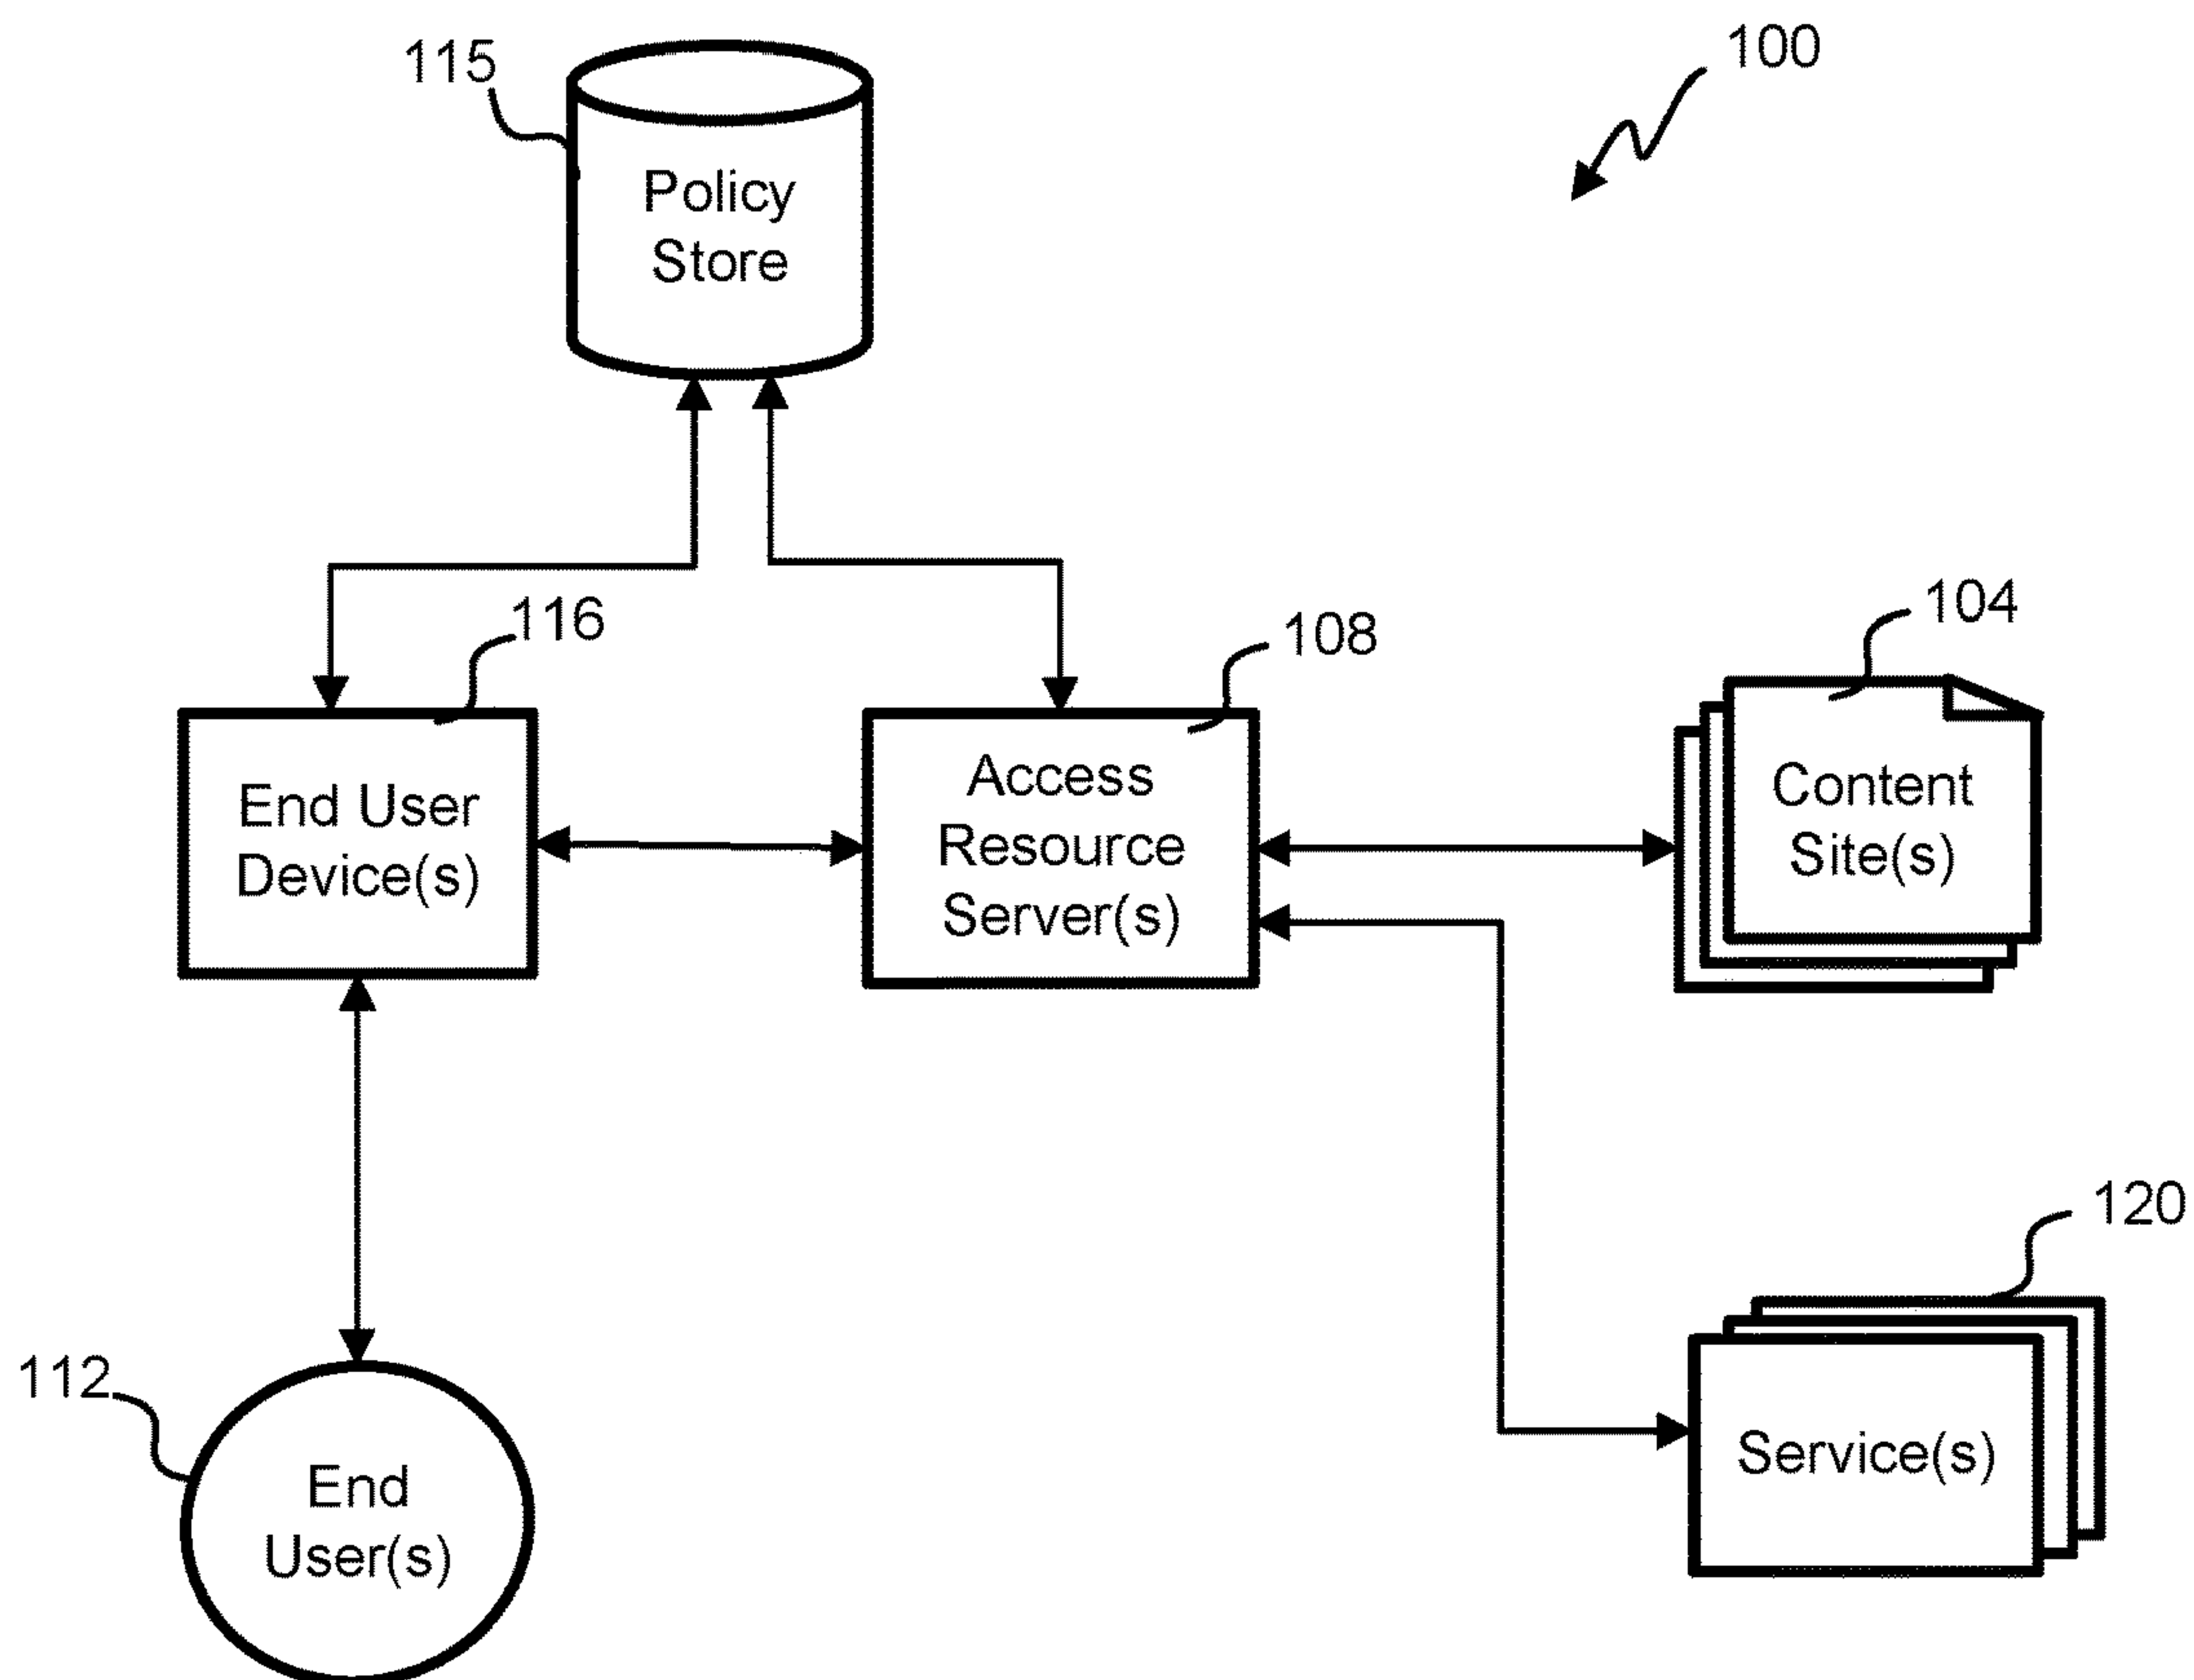 115
100
Policy
Store
116
108
104
End User
Device(s)
Access
Resource
Server(s)
Content
Site(s)
120
112
End
User(s)
Service(s)